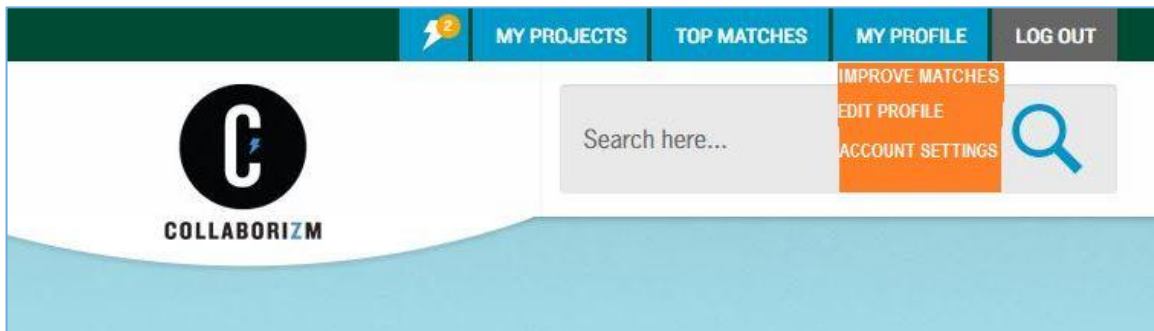 2
MY PROJECTS
TOP MATCHES
MY PROFILE
LOG OUT
IMPROVE MATCHES
EDIT PROFILE
ACCOUNT SETTINGS
Search here...
C
COLLABORIZM